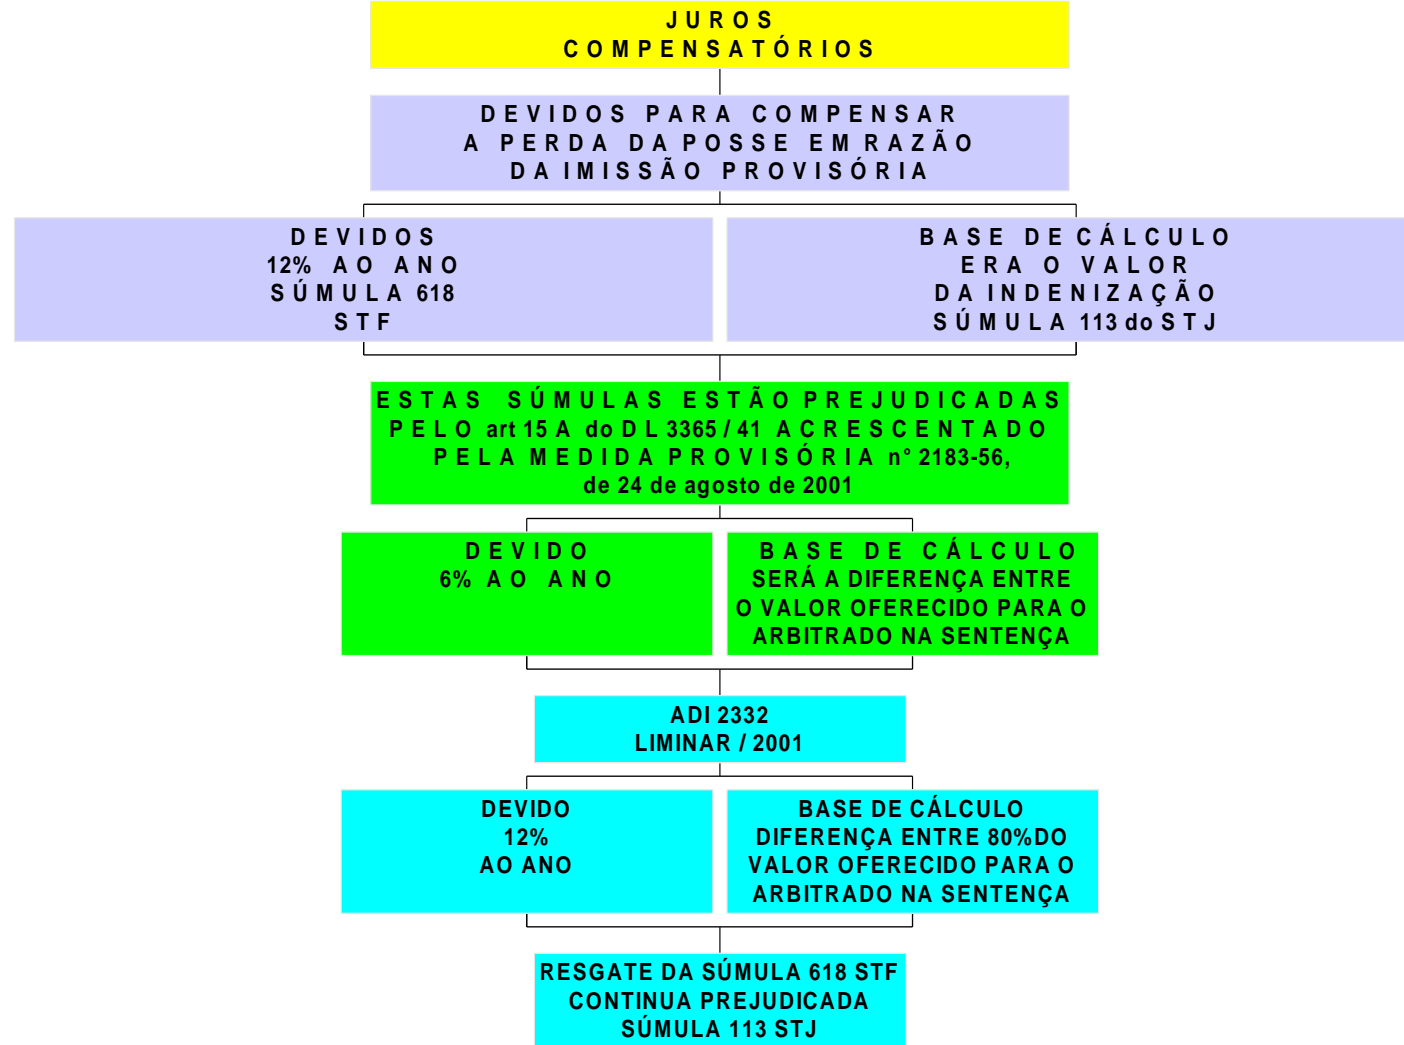 JUROS
COMPENSATÓRIOS
DEVIDOS PARA COMPENSAR
A PERDA DA POSSE EM RAZÃO
DA IMISSÃO PROVISÓRIA
DEVIDOS
12% AO ANO
SÚMULA 618
STF
BASE DE CÁLCULO
ERA O VALOR
DA INDENIZAÇÃO
SÚMULA 113 do STJ
ESTAS SÚMULAS ESTÃO PREJUDICADAS
PELO art 15 A do DL 3365 / 41 ACRESCENTADO
PELA MEDIDA PROVISÓRIA n° 2183-56,
de 24 de agosto de 2001
DEVIDO
6% AO ANO
BASE DE CÁLCULO
SERÁ A DIFERENÇA ENTRE
O VALOR OFERECIDO PARA O
ARBITRADO NA SENTENÇA
ADI 2332
LIMINAR / 2001
DEVIDO
12%
AO ANO
BASE DE CÁLCULO
DIFERENÇA ENTRE 80%DO
VALOR OFERECIDO PARA O
ARBITRADO NA SENTENÇA
RESGATE DA SÚMULA 618 STF
CONTINUA PREJUDICADA
SÚMULA 113 STJ